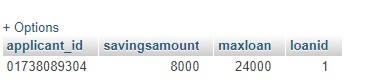 + Options
applicant_id savingsamount maxloan loanid
01738089304 8000 24000 1